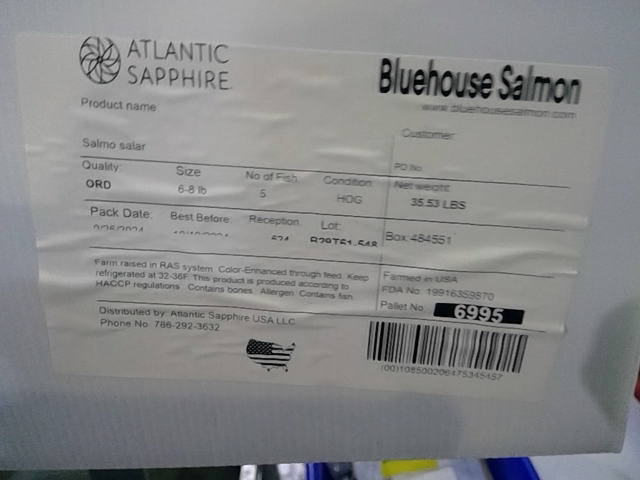 ATLANTIC
SAPPHIRE
Bluehouse Salmon
www.bluehousesalmon.com
Product name
Customer
Salmo salar
PO No.
Quality:
Size
No of Fish
Condition
Net weight
ORD
6-8 lb
5
HOG
35.53 LBS
Pack Date:
Best Before:
Reception
Lot:
Box:484551
Farm raised in RAS system. Color-Enhanced through feed. Keep
refrigerated at 32-36F. This product is produced according to
HACCP regulations Contains bones. Allergen: Contains fish
Farmed in USA
FDA No. 19916359870
Pallet No. 6995
Distributed by: Atlantic Sapphire USA LLC
Phone No. 786-292-3632
(00)108500206475345457